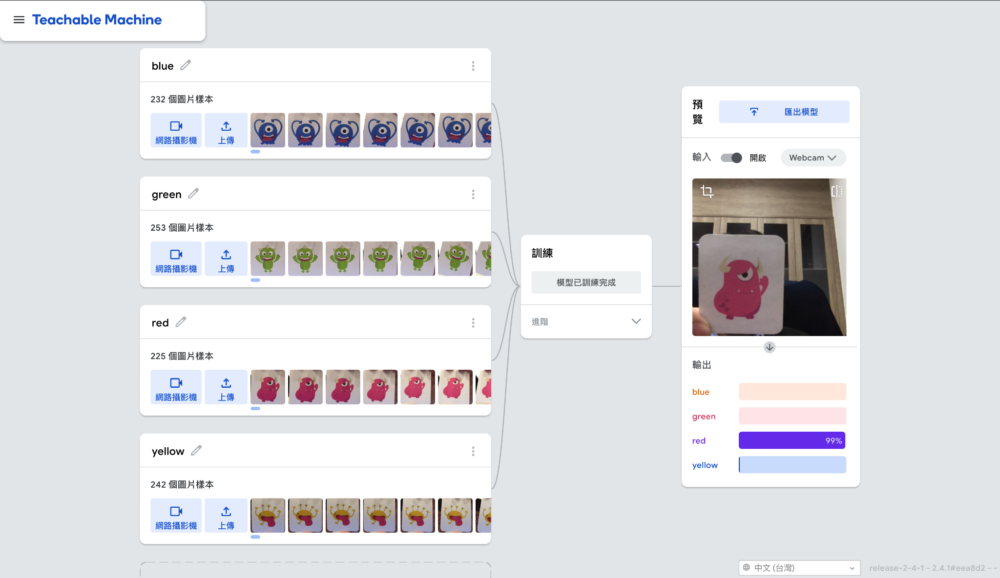 Teachable Machine
blue
232 個圖片樣本
網路攝影機
上傳
green
253 個圖片樣本
網路攝影機
上傳
red
225 個圖片樣本
網路攝影機
上傳
yellow
242 個圖片樣本
網路攝影機
上傳
訓練
模型已訓練完成
進階
預
覽
匯出模型
輸入
開啟
Webcam
輸出
blue
green
red
99%
yellow
中文 (台灣)
release-2-4-1 - 2.4.1#eea8d2 - -